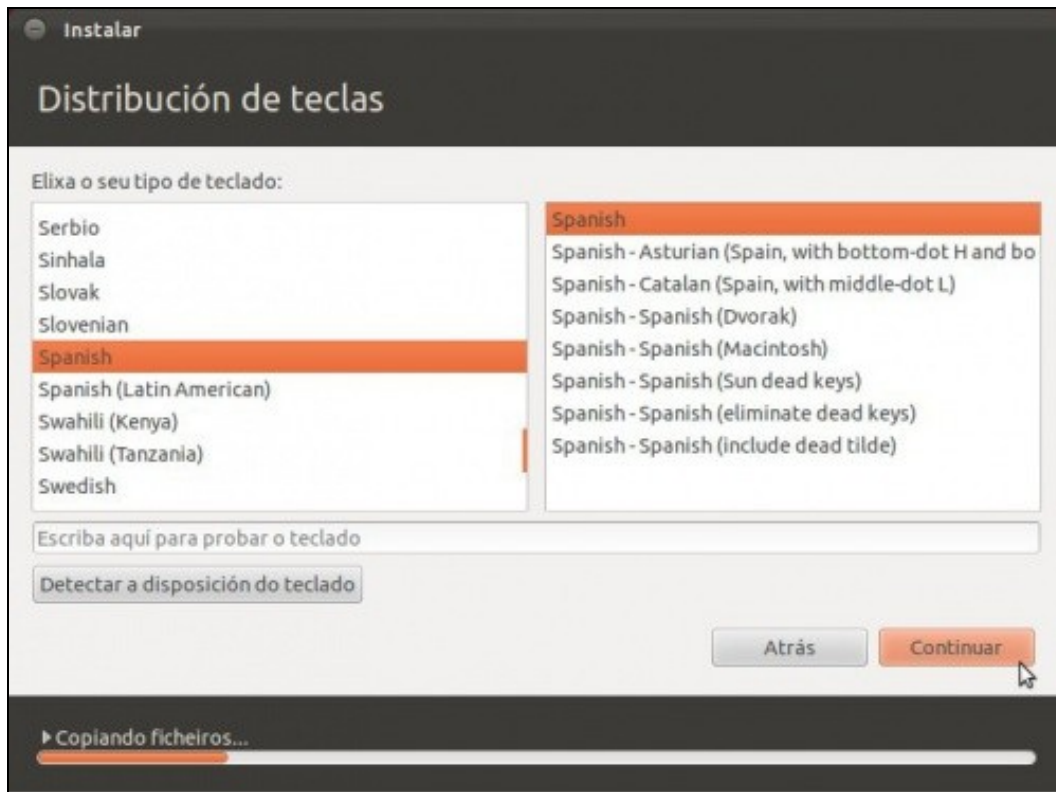 Instalar
Distribución de teclas
Elixa o seu tipo de teclado:
Serbio
Sinhala
Slovak
Slovenian
Spanish
Spanish (Latin American)
Swahili (Kenya)
Swahili (Tanzania)
Swedish
Spanish
Spanish - Asturian (Spain, with bottom-dot H and bo
Spanish - Catalan (Spain, with middle-dot L)
Spanish - Spanish (Dvorak)
Spanish - Spanish (Macintosh)
Spanish - Spanish (Sun dead keys)
Spanish - Spanish (eliminate dead keys)
Spanish - Spanish (include dead tilde)
Escriba aquí para probar o teclado
Detectar a disposición do teclado
Atrás
Continuar
Copiando ficheiros...